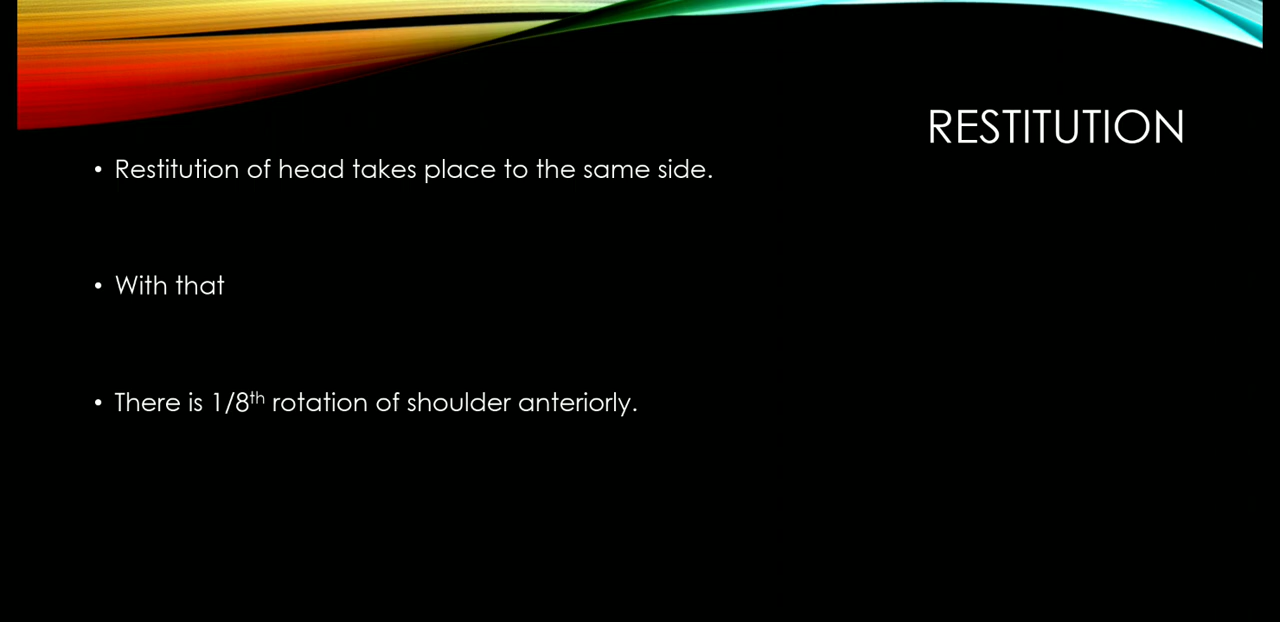 RESTITUTION
• Restitution of head takes place to the same side.
• With that
• There is 1/8th rotation of shoulder anteriorly.